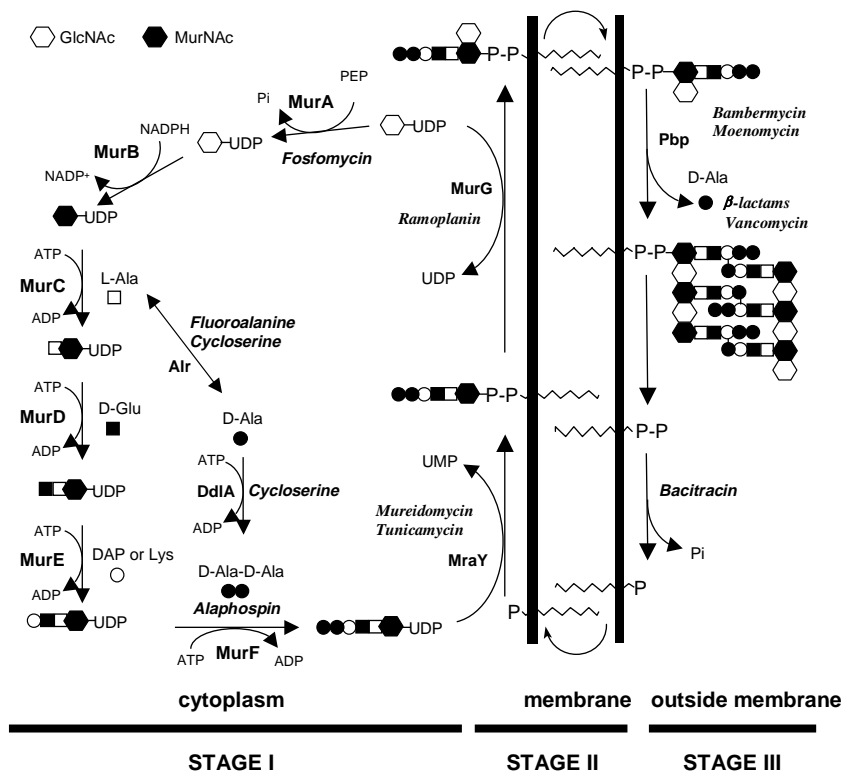 GlcNAc
MurNAc
P-P
P-P
PEP
Pi
MurA
UDP
UDP
Fosfomycin
NADPH
MurB
NADP+
UDP
MurG
Ramoplanin
UDP
Bambermycin
Moenomycin
Pbp
D-Ala
β-lactams
Vancomycin
P-P
ATP
MurC
ADP
L-Ala
UDP
Fluoroalanine
Cycloserine
Alr
ATP
MurD
ADP
D-Glu
UDP
D-Ala
ATP
DdlA
ADP
Cycloserine
P-P
P-P
UMP
Mureidomycin
Tunicamycin
MraY
Bacitracin
Pi
ATP
MurE
ADP
DAP or Lys
UDP
D-Ala-D-Ala
Alaphospin
ATP
MurF
ADP
UDP
P
P
cytoplasm
membrane
outside membrane
STAGE I
STAGE II
STAGE III